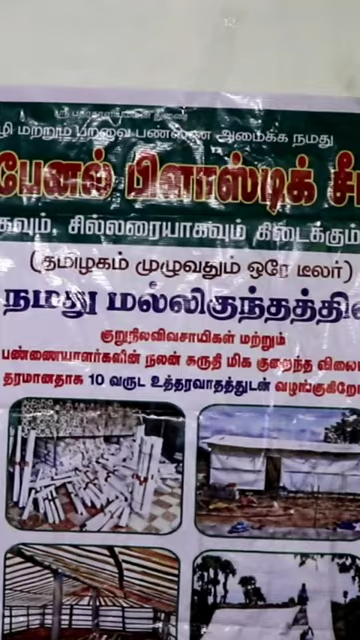 ழி மற்றும் பறவை பண்ணை அமைக்க நமது
பேனல் பிளாஸ்டிக் சீ
கவும், சில்லரையாகவும் கிடைக்கும்
(தமிழகம் முழுவதும் ஒரே டீலர்)
நமது மல்லிகுந்தத்தி
குறுநிலவிவசாயிகள் மற்றும்
பண்ணையாளர்களின் நலன் கருதி மிக குறைந்த விலை
தரமானதாக 10 வருட உத்தரவாதத்துடன் வழங்குகிறோ